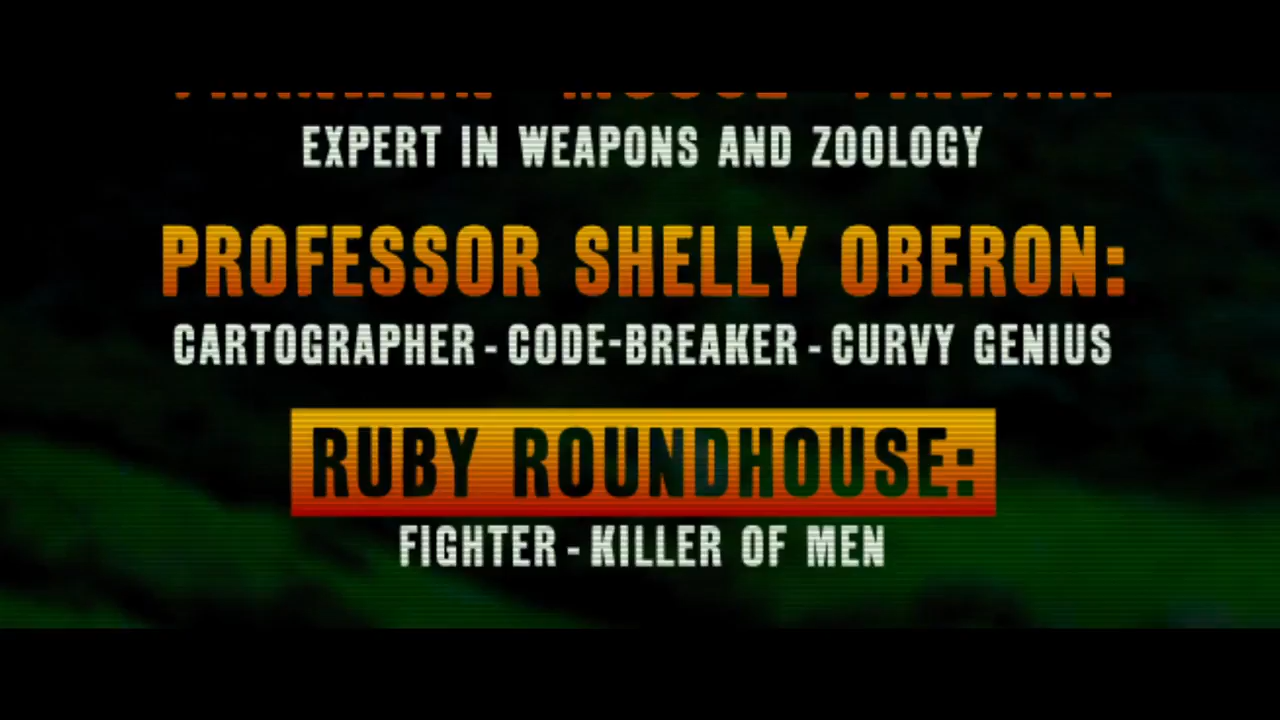 EXPERT IN WEAPONS AND ZOOLOGY
PROFESSOR SHELLY OBERON:
CARTOGRAPHER - CODE-BREAKER - CURVY GENIUS
RUBY ROUNDHOUSE:
FIGHTER - KILLER OF MEN